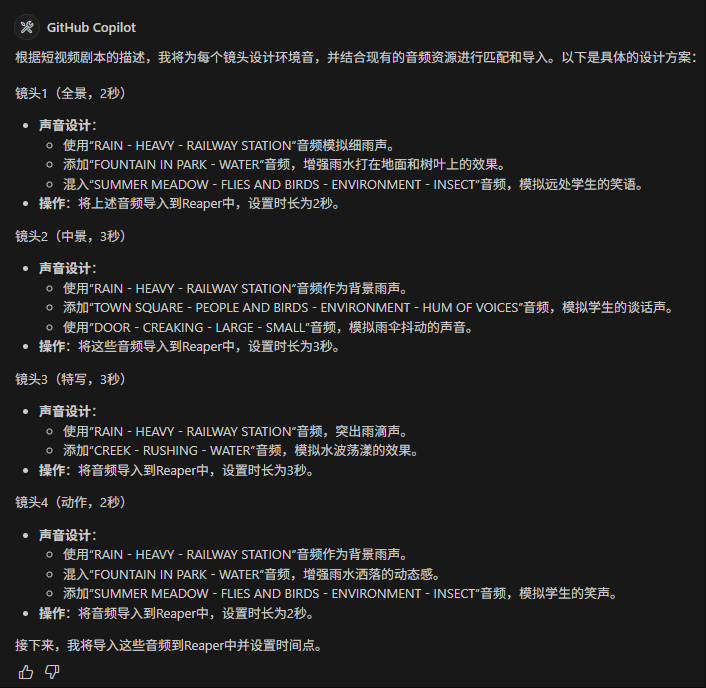 GitHub Copilot
根据短视频剧本的描述，我将为每个镜头设计环境音，并结合现有的音频资源进行匹配和导入。以下是具体的设计方案：
镜头1（全景，2秒）
声音设计：
使用“RAIN - HEAVY - RAILWAY STATION”音频模拟细雨声。
添加“FOUNTAIN IN PARK - WATER”音频，增强雨水打在地面和树叶上的效果。
混入“SUMMER MEADOW - FLIES AND BIRDS - ENVIRONMENT - INSECT”音频，模拟远处学生的笑语。
操作：将上述音频导入到Reaper中，设置时长为2秒。
镜头2（中景，3秒）
声音设计：
使用“RAIN - HEAVY - RAILWAY STATION”音频作为背景雨声。
添加“TOWN SQUARE - PEOPLE AND BIRDS - ENVIRONMENT - HUM OF VOICES”音频，模拟学生的谈话声。
使用“DOOR - CREAKING - LARGE - SMALL”音频，模拟雨伞抖动的声音。
操作：将这些音频导入到Reaper中，设置时长为3秒。
镜头3（特写，3秒）
声音设计：
使用“RAIN - HEAVY - RAILWAY STATION”音频，突出雨滴声。
添加“CREEK - RUSHING - WATER”音频，模拟水波荡漾的效果。
操作：将音频导入到Reaper中，设置时长为3秒。
镜头4（动作，2秒）
声音设计：
使用“RAIN - HEAVY - RAILWAY STATION”音频作为背景雨声。
混入“FOUNTAIN IN PARK - WATER”音频，增强雨水洒落的动态感。
添加“SUMMER MEADOW - FLIES AND BIRDS - ENVIRONMENT - INSECT”音频，模拟学生的笑声。
操作：将音频导入到Reaper中，设置时长为2秒。
接下来，我将导入这些音频到Reaper中并设置时间点。